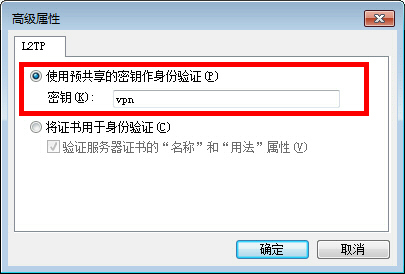 高级属性
L2TP
使用预共享的密钥作身份验证(P)
密钥(K): vpn
将证书用于身份验证(C)
验证服务器证书的“名称”和“用法”属性(V)
确定 取消